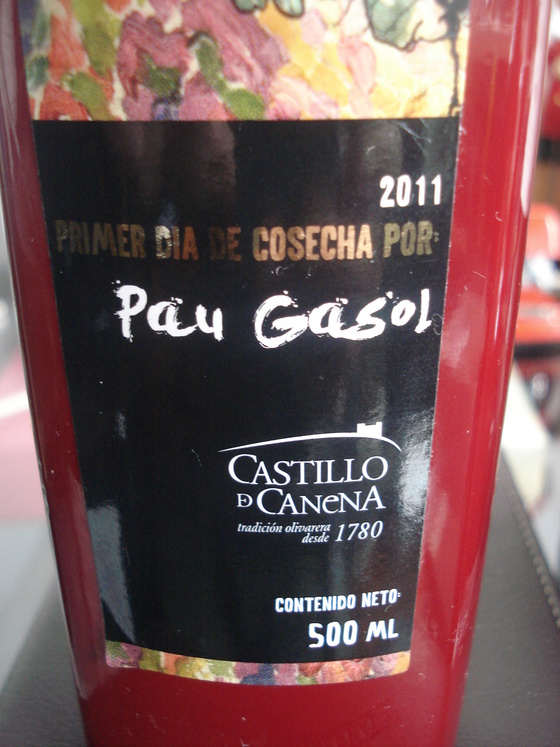 2011
PRIMER DIA DE COSECHA POR:
Pau Gasol
CASTILLO
DE CANENA
tradición olivarera
desde 1780
CONTENIDO NETO:
500 ML